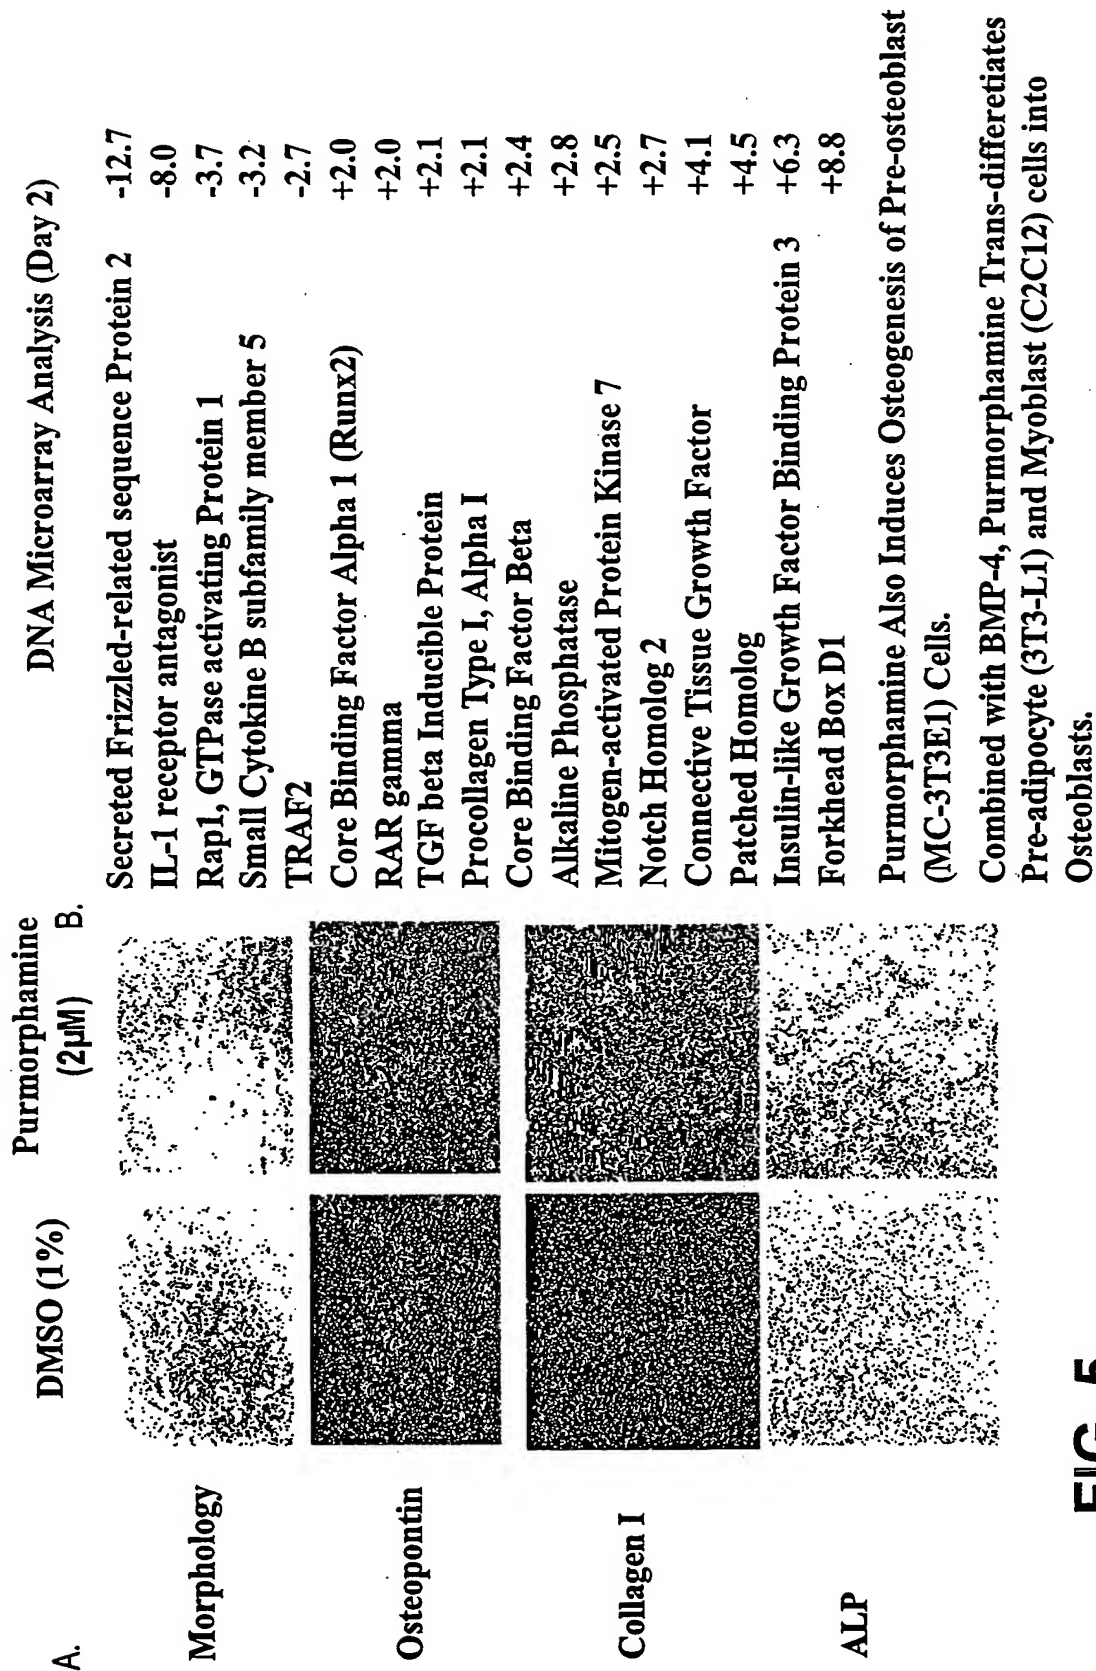 A.
DMSO (1%)
Purmorphamine
(2μM)
Morphology
Osteopontin
Collagen I
ALP
B.
DNA Microarray Analysis (Day 2)
Secreted Frizzled-related sequence Protein 2 -12.7
IL-1 receptor antagonist -8.0
Rap1, GTPase activating Protein 1 -3.7
Small Cytokine B subfamily member 5 -3.2
TRAF2 -2.7
Core Binding Factor Alpha 1 (Runx2) +2.0
RAR gamma +2.0
TGF beta Inducible Protein +2.1
Procollagen Type I, Alpha I +2.1
Core Binding Factor Beta +2.4
Alkaline Phosphatase +2.8
Mitogen-activated Protein Kinase 7 +2.5
Notch Homolog 2 +2.7
Connective Tissue Growth Factor +4.1
Patched Homolog +4.5
Insulin-like Growth Factor Binding Protein 3 +6.3
Forkhead Box D1 +8.8
Purmorphamine Also Induces Osteogenesis of Pre-osteoblast
(MC-3T3E1) Cells.
Combined with BMP-4, Purmorphamine Trans-differetiates
Pre-adipocyte (3T3-L1) and Myoblast (C2C12) cells into
Osteoblasts.
FIG. 5